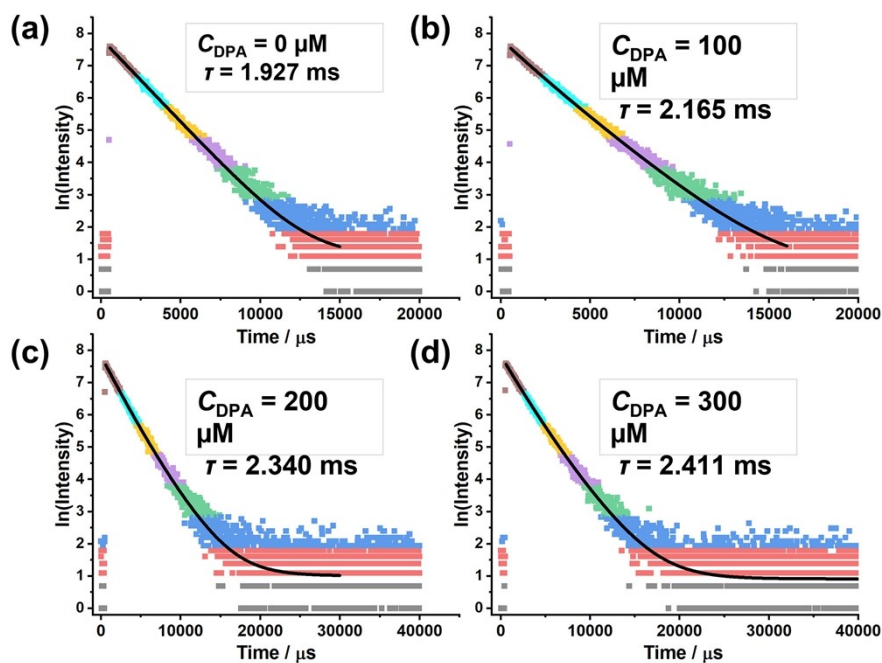 (a)
C_DPA = 0 μM
τ = 1.927 ms
ln(Intensity)
8
7
6
5
4
3
2
1
0
0 5000 10000 15000 20000
Time / μs
(b)
C_DPA = 100
μM
τ = 2.165 ms
ln(Intensity)
8
7
6
5
4
3
2
1
0
0 5000 10000 15000 20000
Time / μs
(c)
C_DPA = 200
μM
τ = 2.340 ms
ln(Intensity)
8
7
6
5
4
3
2
1
0
0 10000 20000 30000 40000
Time / μs
(d)
C_DPA = 300
μM
τ = 2.411 ms
ln(Intensity)
8
7
6
5
4
3
2
1
0
0 10000 20000 30000 40000
Time / μs